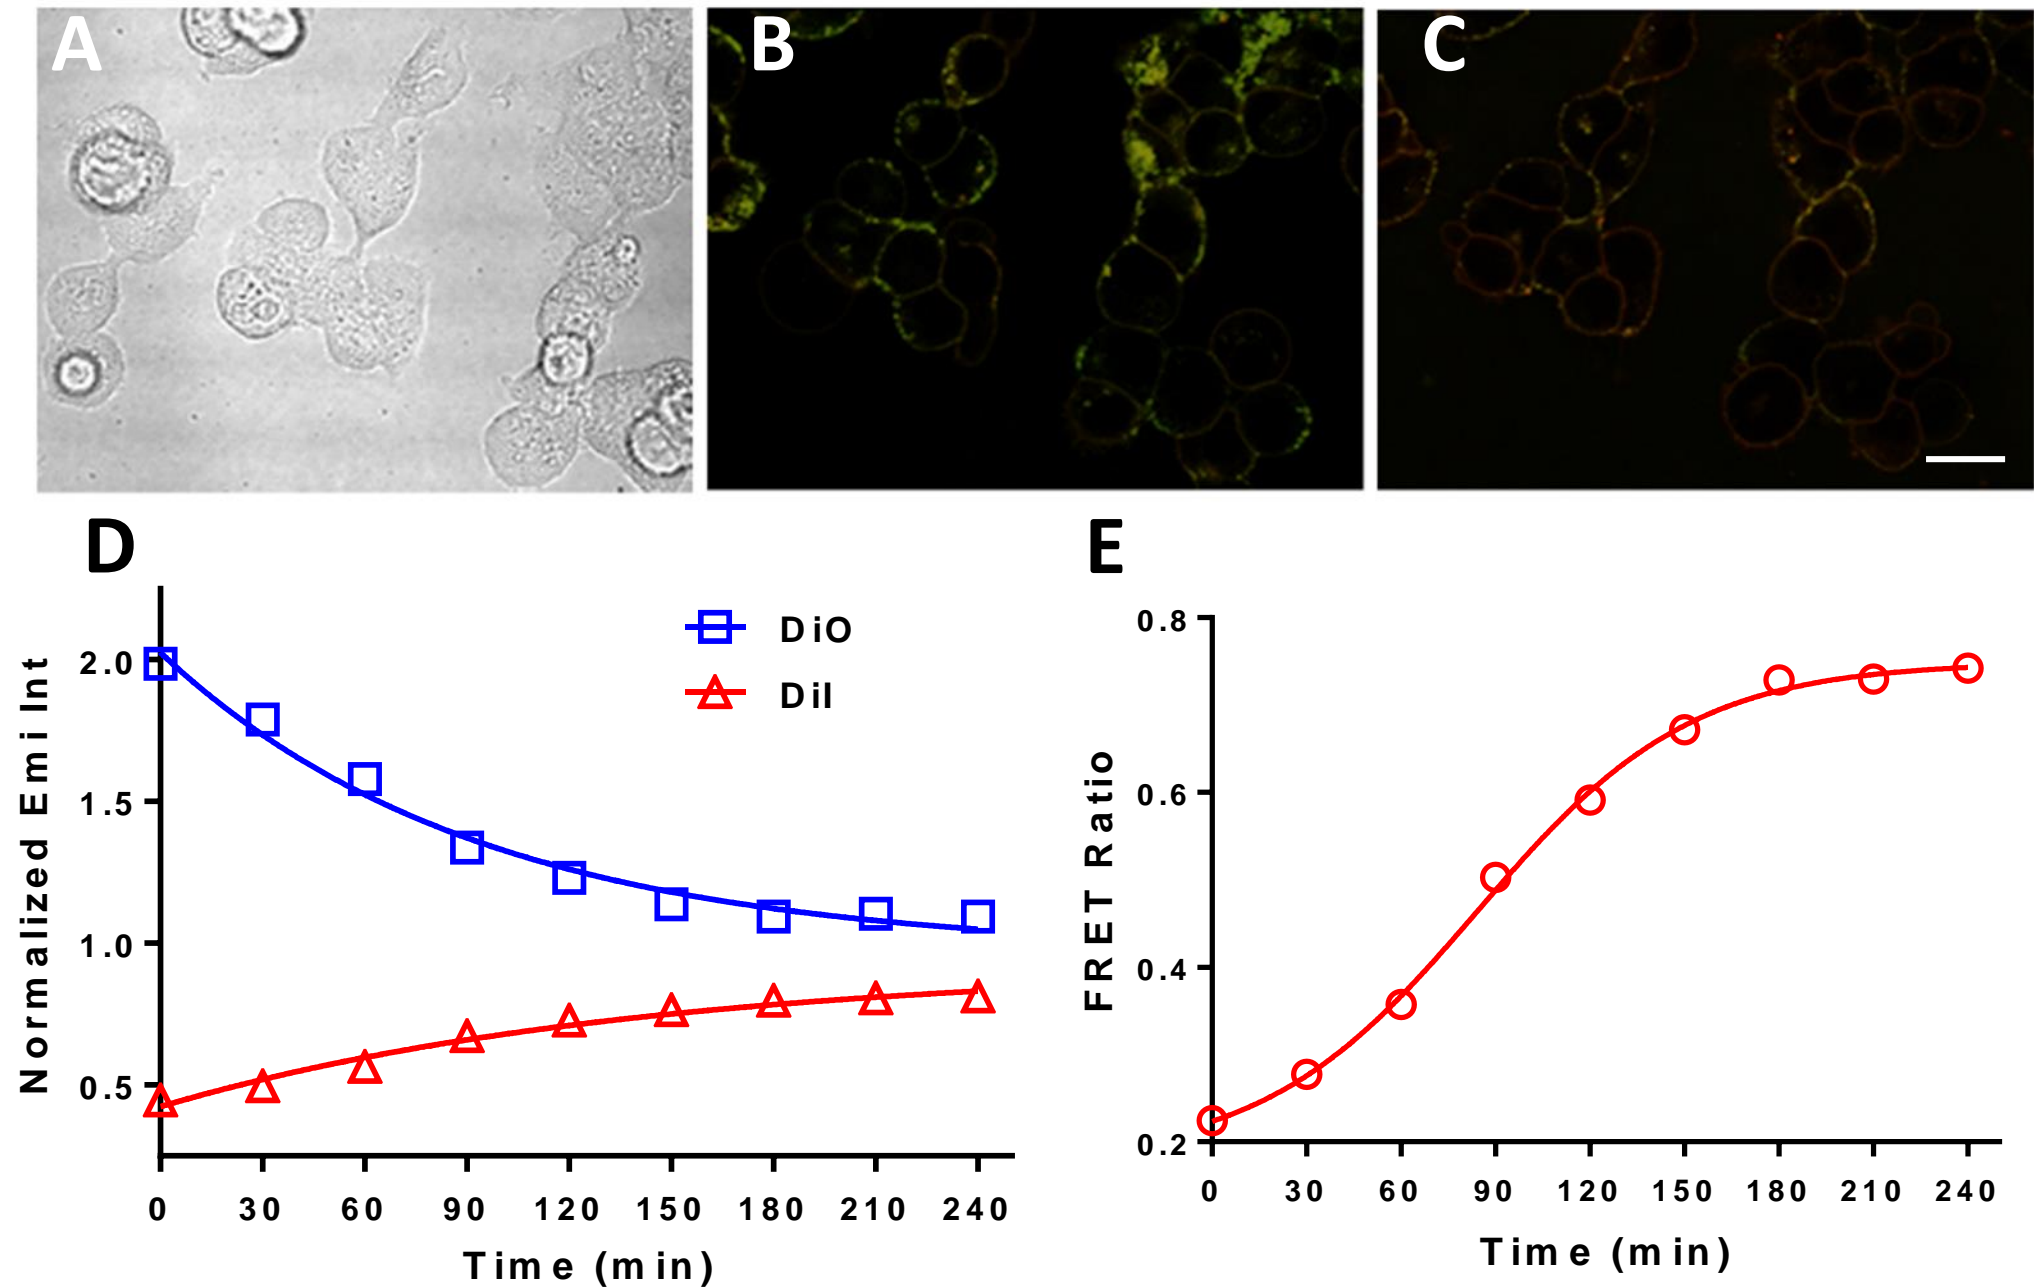 A
B
C
D
Normalized Emi Int
2.0
1.5
1.0
0.5
DiO
DiI
0 30 60 90 120 150 180 210 240
Time (min)
E
FRET Ratio
0.8
0.6
0.4
0.2
0 30 60 90 120 150 180 210 240
Time (min)